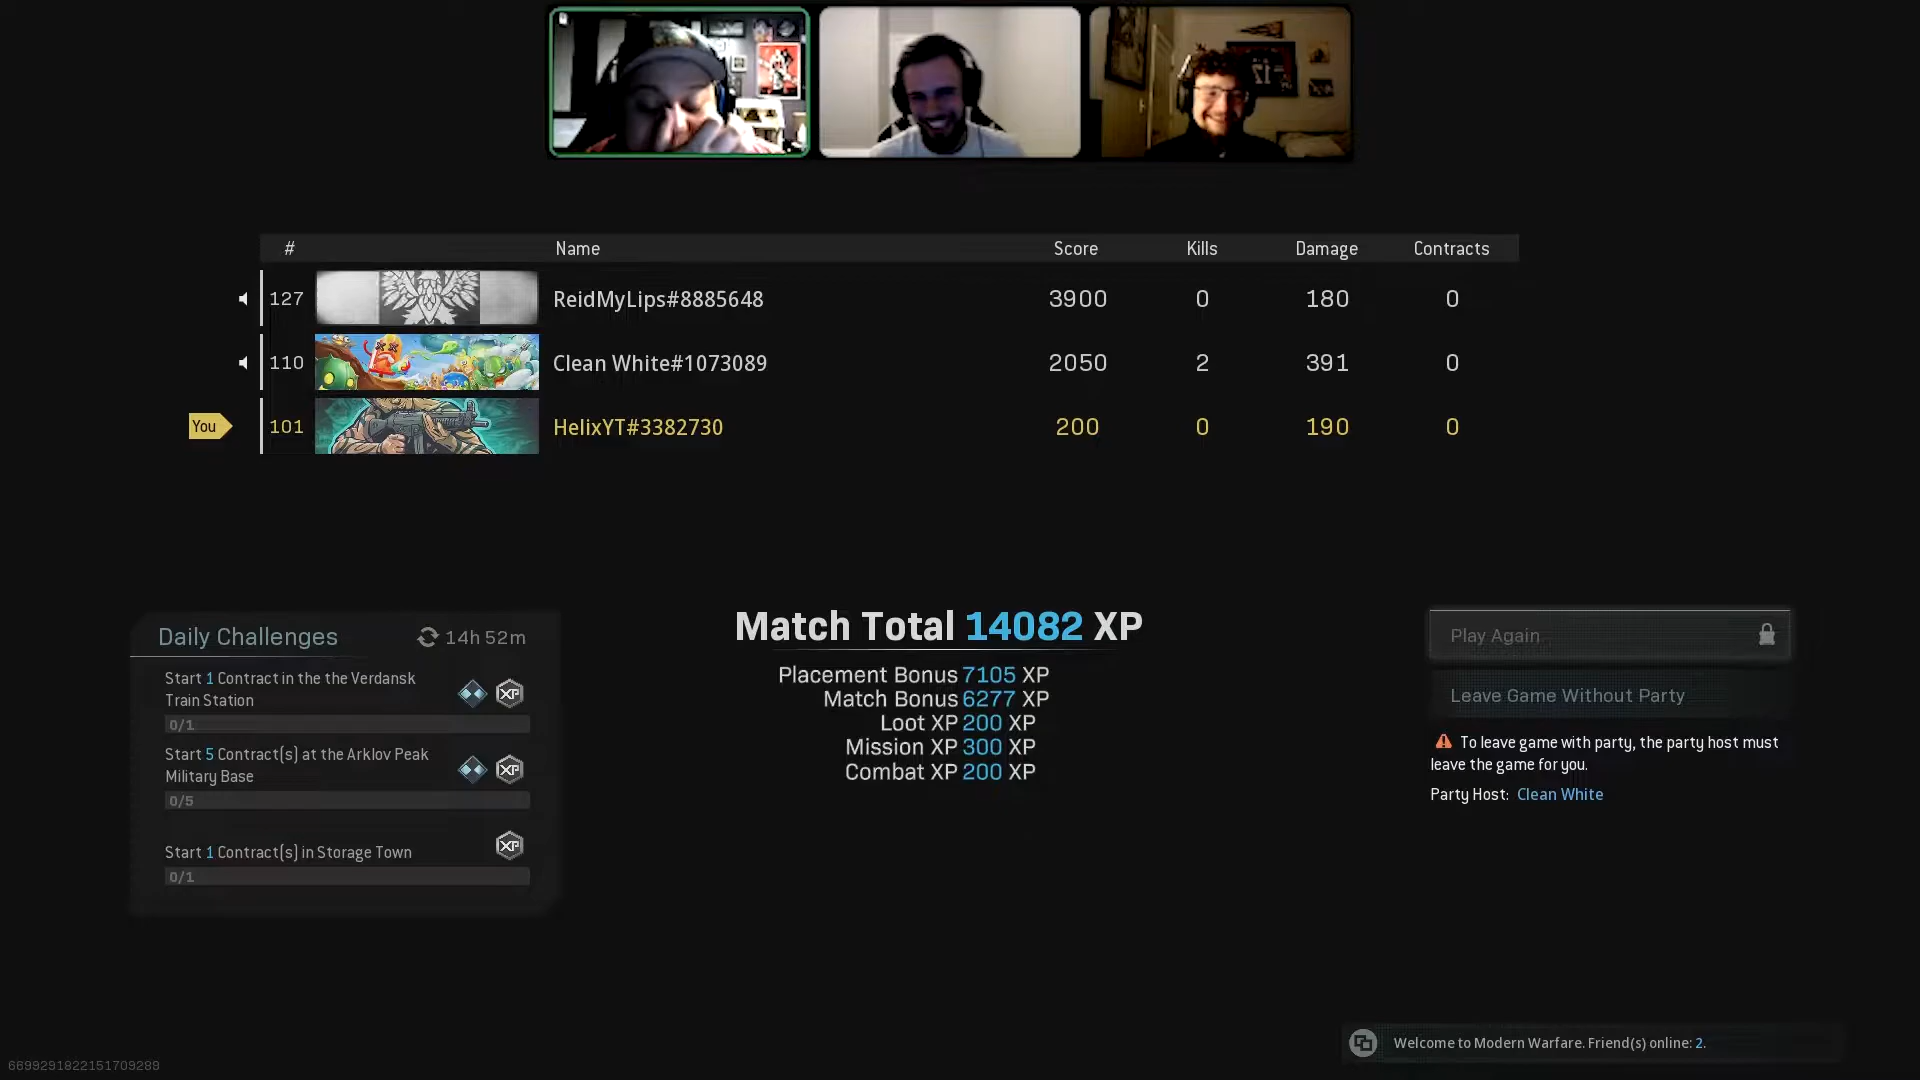 # Name Score Kills Damage Contracts
127 ReidMyLips#8885648 3900 0 180 0
110 Clean White#1073089 2050 2 391 0
You 101 HelixYT#3382730 200 0 190 0
Daily Challenges 14h 52m
Start 1 Contract in the the Verdansk
Train Station
XP
0/1
Start 5 Contract(s) at the Arklov Peak
Military Base
XP
0/5
Start 1 Contract(s) in Storage Town
XP
0/1
Match Total 14082 XP
Placement Bonus 7105 XP
Match Bonus 6277 XP
Loot XP 200 XP
Mission XP 300 XP
Combat XP 200 XP
Play Again
Leave Game Without Party
To leave game with party, the party host must
leave the game for you.
Party Host: Clean White
Welcome to Modern Warfare. Friend(s) online: 2.
6699291822151709289